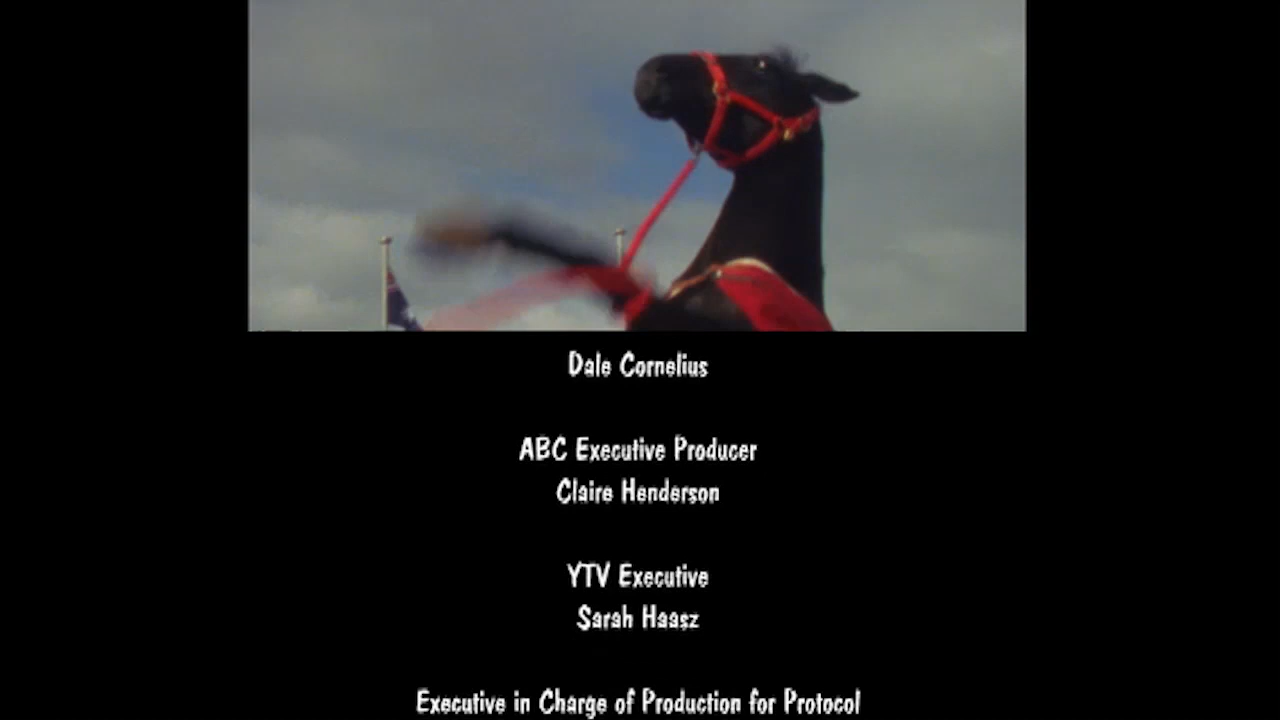 Dale Cornelius
ABC Executive Producer
Claire Henderson
YTV Executive
Sarah Haasz
Executive in Charge of Production for Protocol